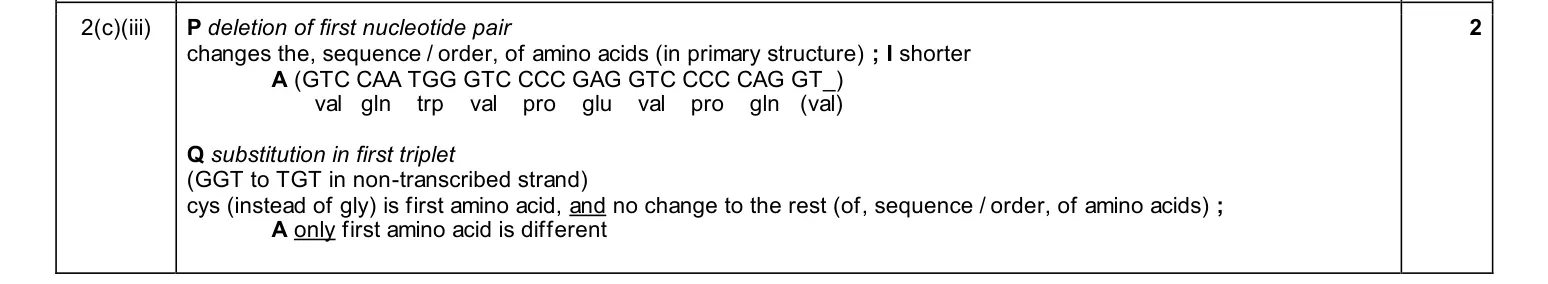 2(c)(iii)
P deletion of first nucleotide pair
2
changes the, sequence / order, of amino acids (in primary structure) ; I shorter
A (GTC CAA TGG GTC CCC GAG GTC CCC CAG GT_)
val gln trp val pro glu val pro gln (val)
Q substitution in first triplet
(GGT to TGT in non-transcribed strand)
cys (instead of gly) is first amino acid, and no change to the rest (of, sequence / order, of amino acids) ;
A only first amino acid is different